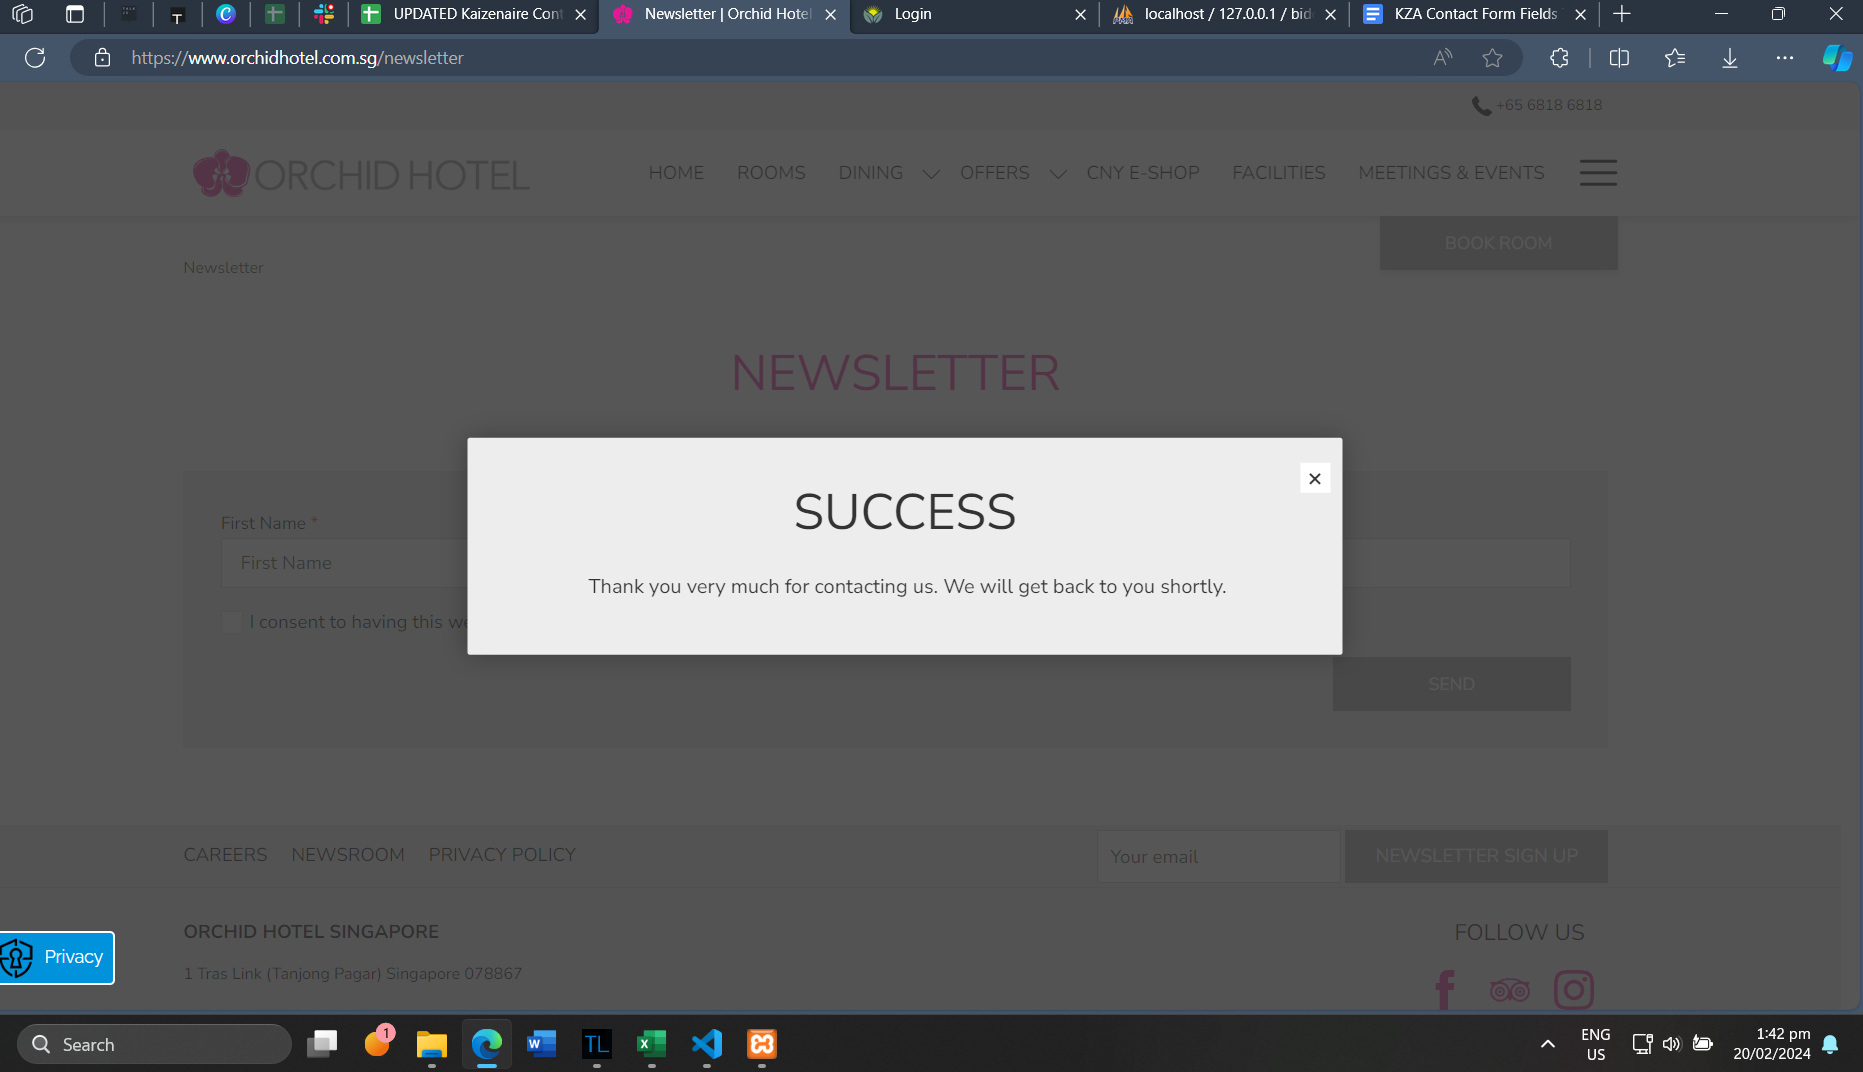 UPDATED Kaizenaire Cont
Newsletter | Orchid Hotel
Login
localhost / 127.0.0.1 / bid
KZA Contact Form Fields
https://www.orchidhotel.com.sg/newsletter
+65 6818 6818
ORCHID HOTEL
HOME
ROOMS
DINING
OFFERS
CNY E-SHOP
FACILITIES
MEETINGS & EVENTS
BOOK ROOM
Newsletter
NEWSLETTER
SUCCESS
Thank you very much for contacting us. We will get back to you shortly.
First Name *
First Name
I consent to having this we
SEND
CAREERS
NEWSROOM
PRIVACY POLICY
Your email
NEWSLETTER SIGN UP
ORCHID HOTEL SINGAPORE
1 Tras Link (Tanjong Pagar) Singapore 078867
FOLLOW US
Privacy
Search
1
TL
ENG
US
1:42 pm
20/02/2024